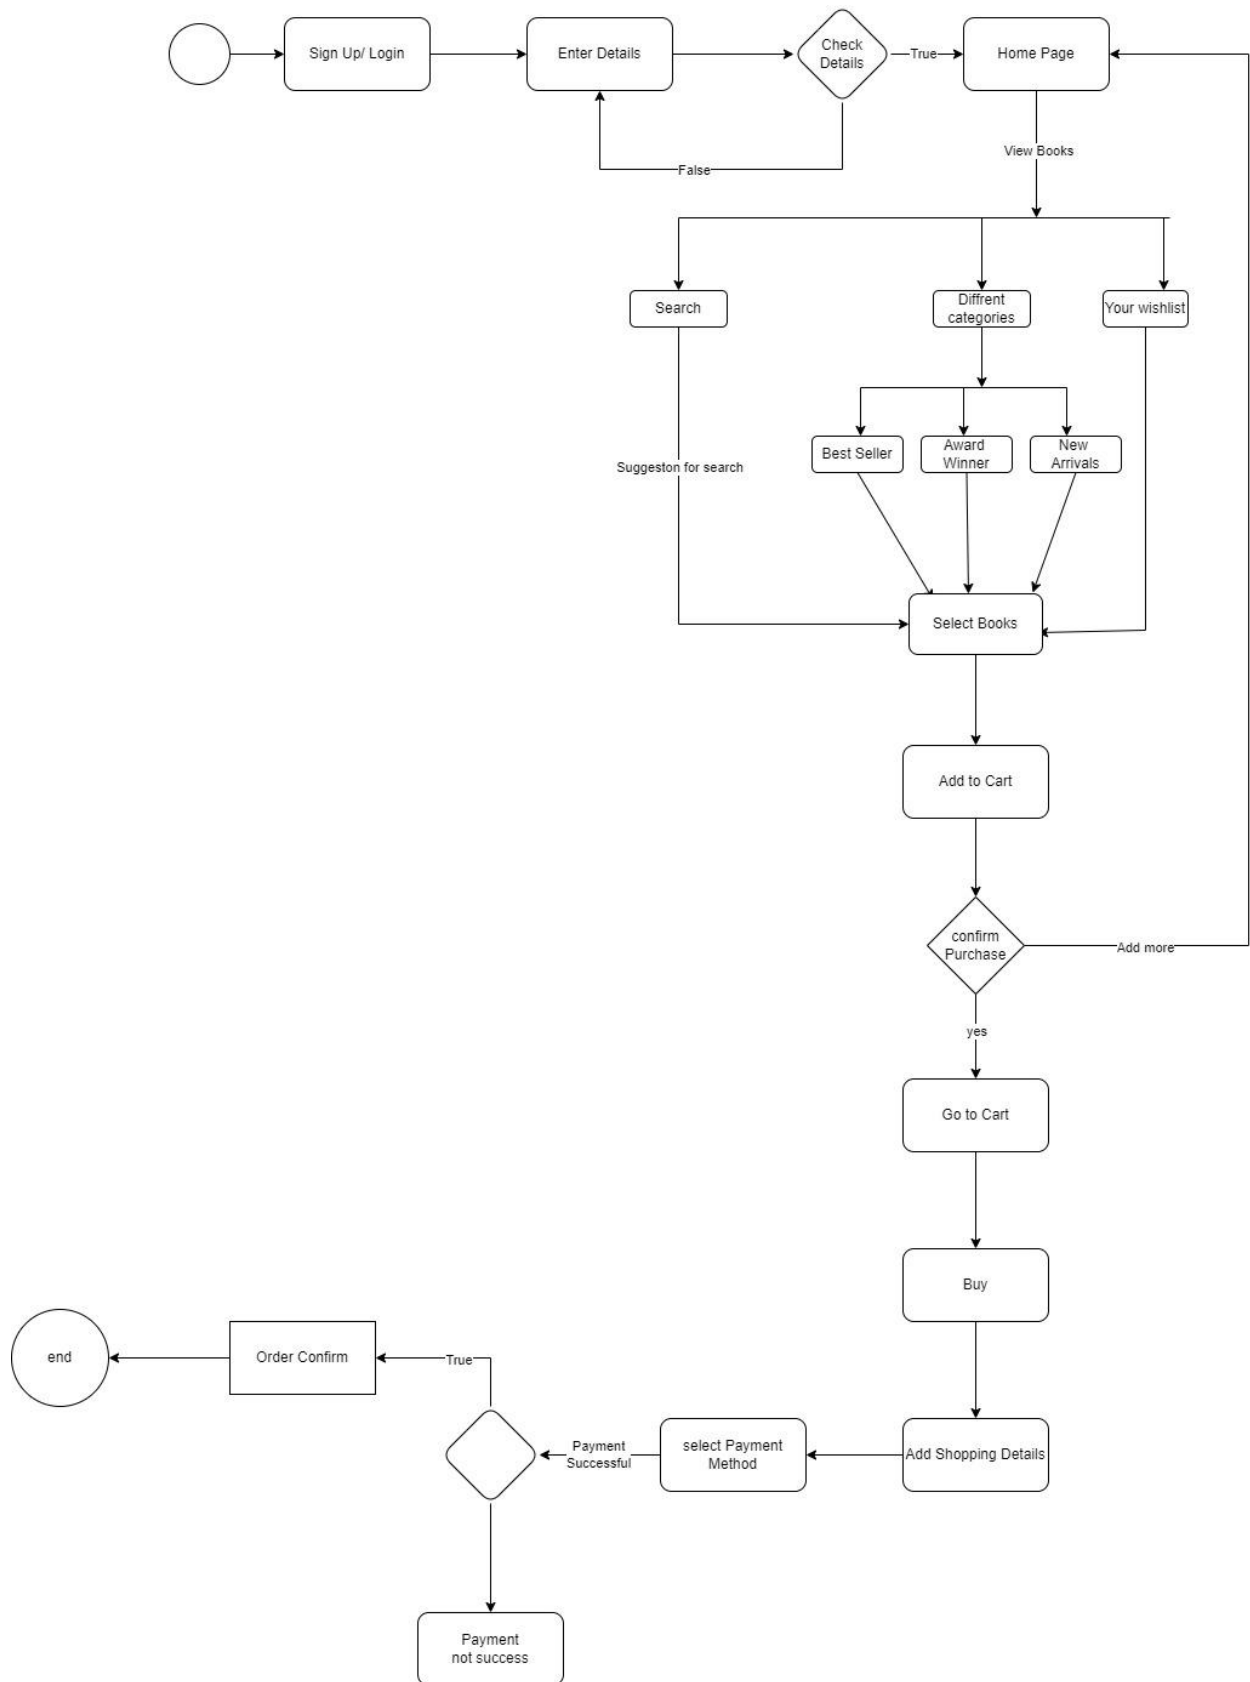 Sign Up/ Login
Enter Details
Check
Details
True
Home Page
False
View Books
Search
Diffrent
categories
Your wishlist
Best Seller
Award
Winner
New
Arrivals
Suggeston for search
Select Books
Add to Cart
confirm
Purchase
Add more
yes
Go to Cart
Buy
end
Order Confirm
True
Payment
Successful
select Payment
Method
Add Shopping Details
Payment
not success